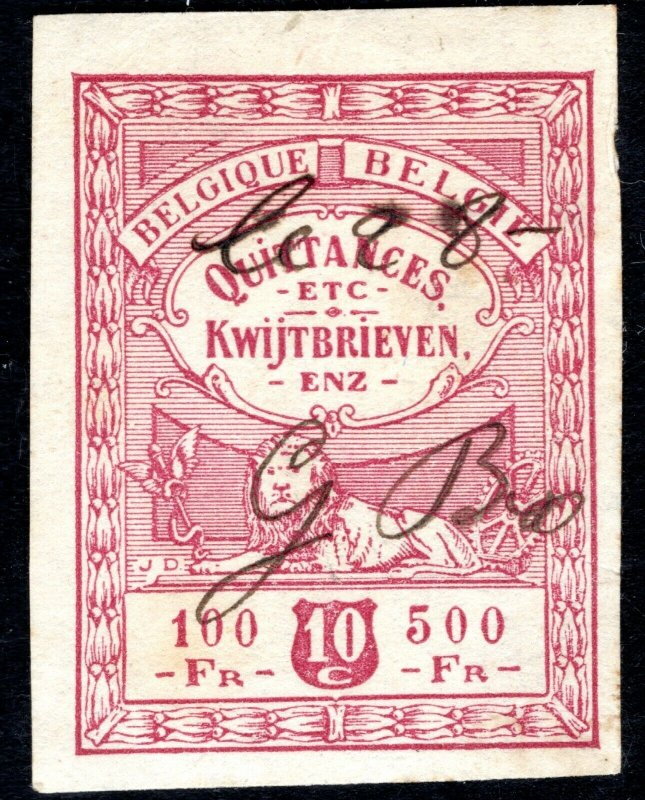 BELGIQUE BELGIË
QUITTANCES,
- ETC -
KWIJTBRIEVEN,
- ENZ -
J D
100 10 500
- FR - C - FR -